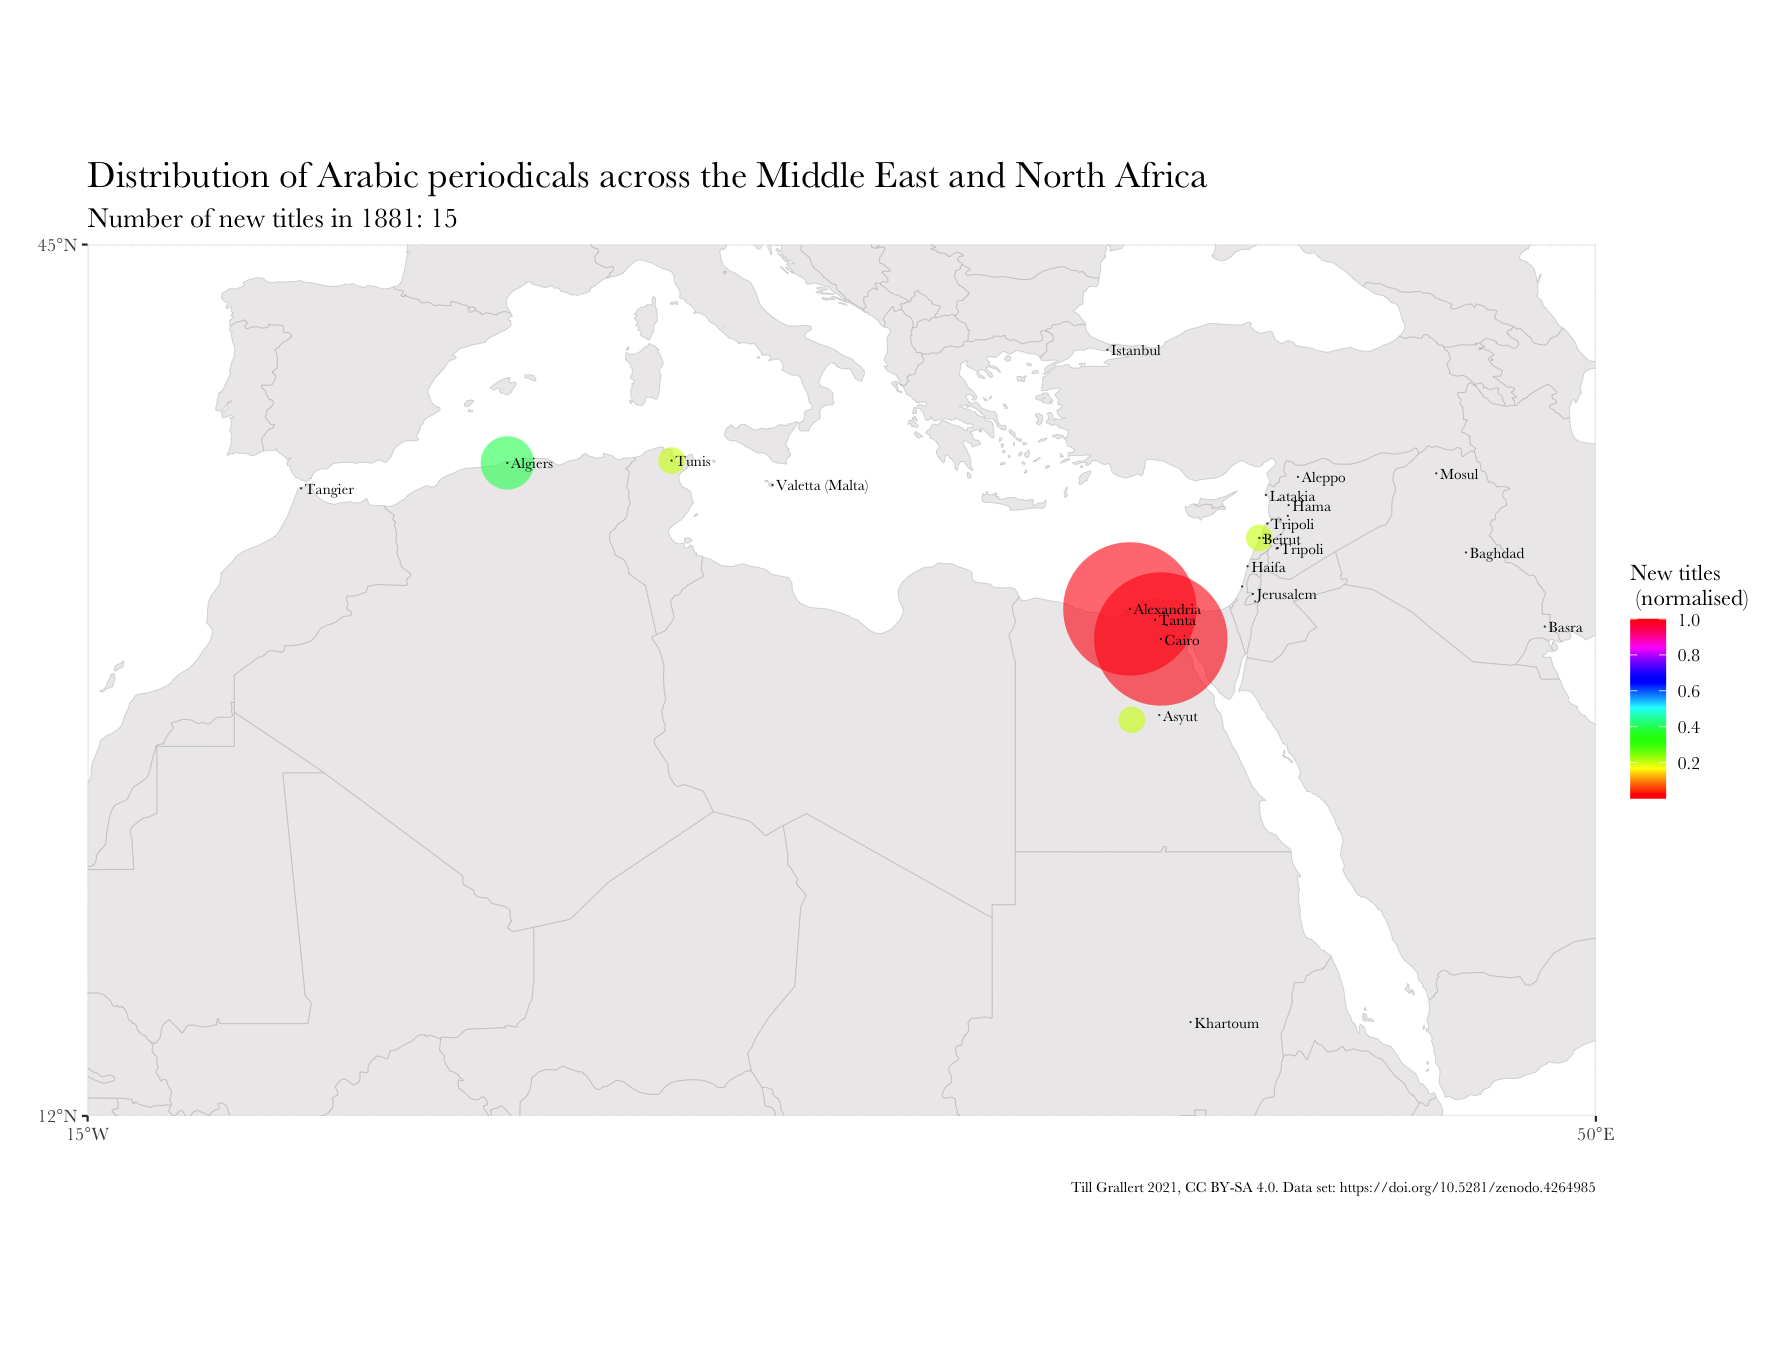 Distribution of Arabic periodicals across the Middle East and North Africa
Number of new titles in 1881: 15
45°N
Istanbul
Algiers
Tunis
Tangier
Valetta (Malta)
Aleppo
Mosul
Latakia
Hama
Tripoli
Beirut
Tripoli
Baghdad
Haifa
Jerusalem
Alexandria
Tanta
Cairo
Basra
Asyut
Khartoum
New titles
(normalised)
1.0
0.8
0.6
0.4
0.2
12°N
15°W
50°E
Till Grallert 2021, CC BY-SA 4.0. Data set: https://doi.org/10.5281/zenodo.4264985